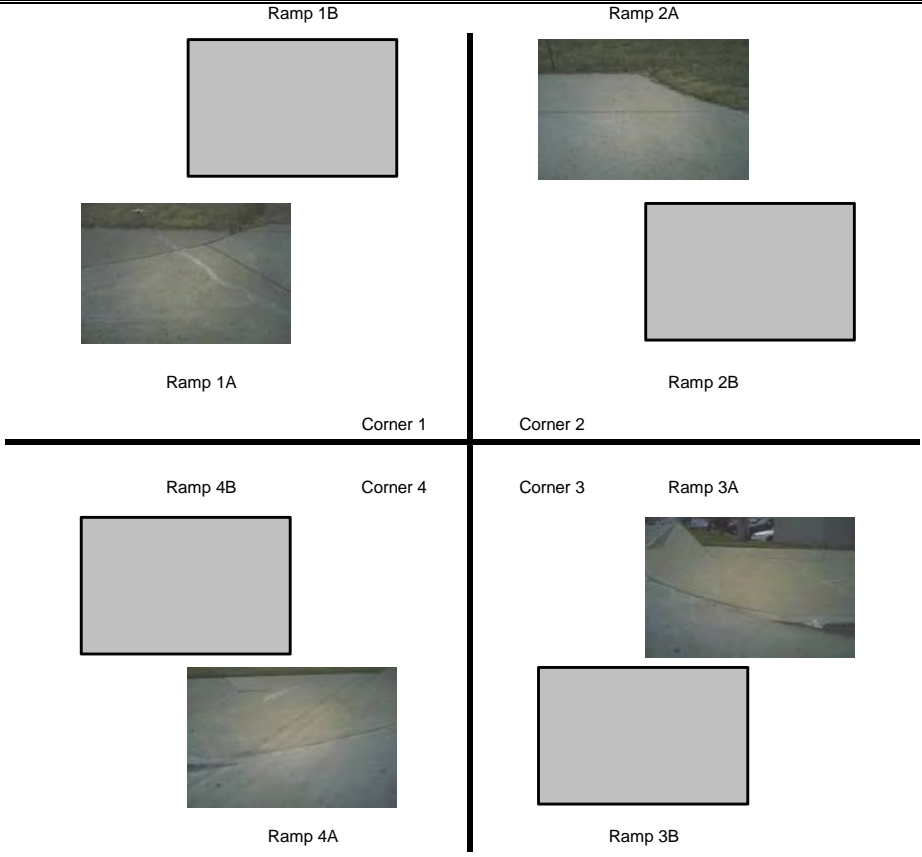 Ramp 1B Ramp 2A
Ramp 1A Ramp 2B
Corner 1 Corner 2
Ramp 4B Corner 4 Corner 3 Ramp 3A
Ramp 4A Ramp 3B